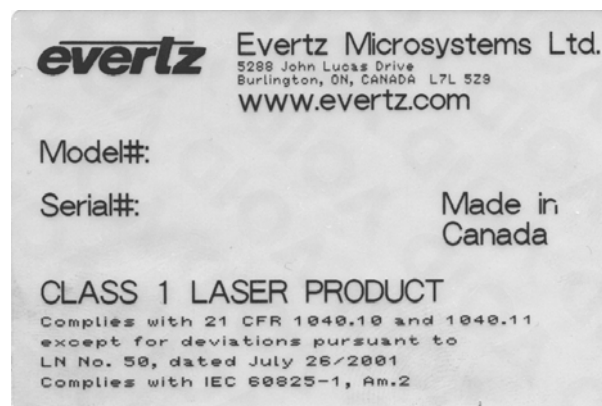 evertz
Evertz Microsystems Ltd.
5288 John Lucas Drive
Burlington, ON, CANADA L7L 5Z9
www.evertz.com
Model#:
Serial#:
Made in
Canada
CLASS 1 LASER PRODUCT
Complies with 21 CFR 1040.10 and 1040.11
except for deviations pursuant to
LN No. 50, dated July 26/2001
Complies with IEC 60825-1, Am.2